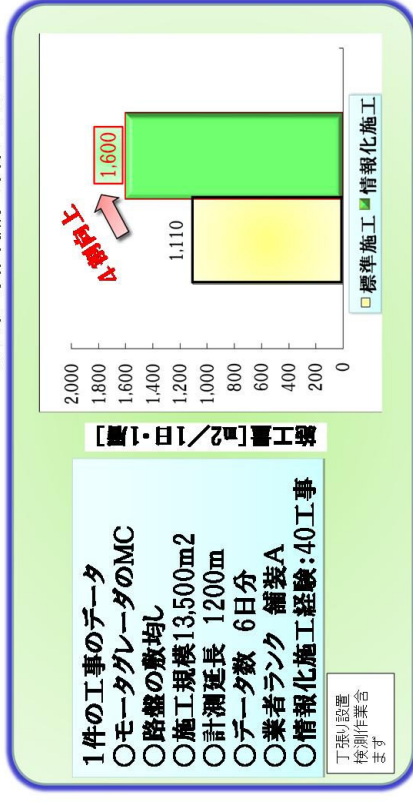 1件の工事のデータ
○モータグレーダのMC
○路盤の敷均し
○施工規模13,500m2
○計測延長 1200m
○データ数 6日分
○業者ランク 舗装A
○情報化施工経験:40工事
丁張り設置
検測作業含
まず
施工量[m2／1日・1層]
2,000
1,800
1,600
1,400
1,200
1,000
800
600
400
200
0
1,110
4割向上
1,600
標準施工 情報化施工